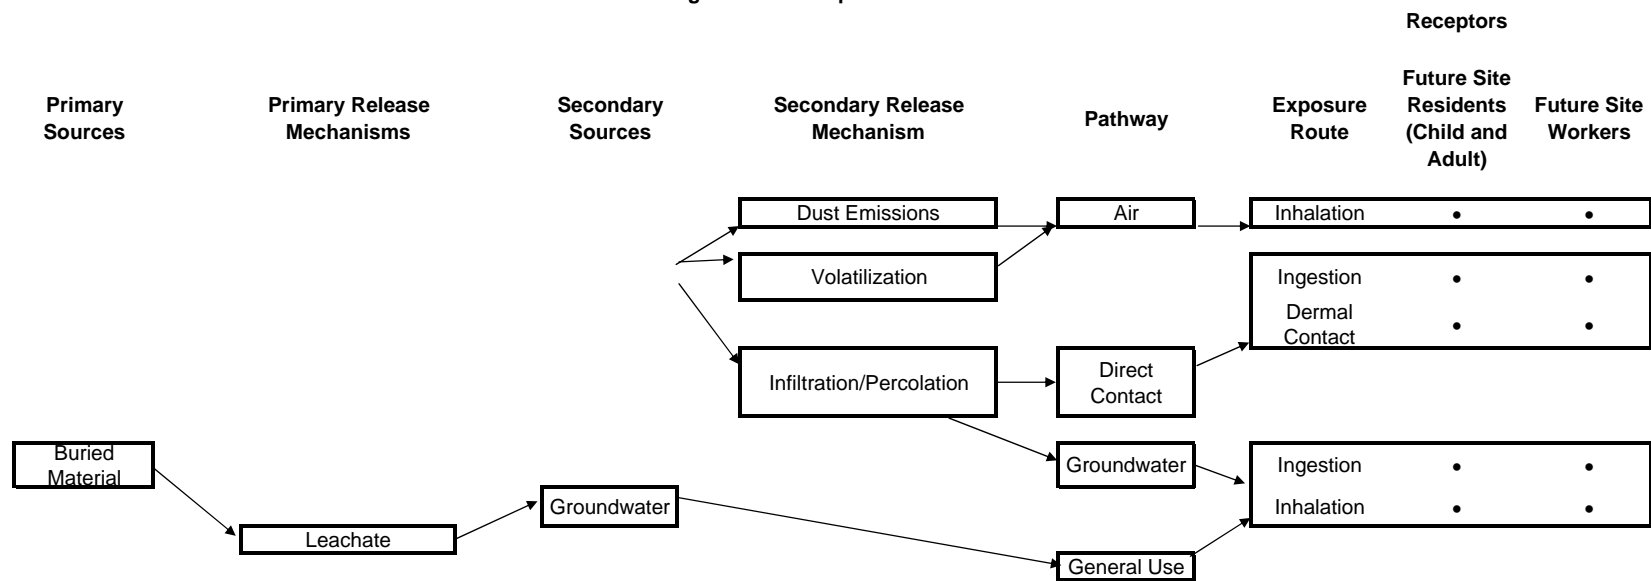 Receptors
Primary
Sources
Primary Release
Mechanisms
Secondary
Sources
Secondary Release
Mechanism
Pathway
Exposure
Route
Future Site
Residents
(Child and
Adult)
Future Site
Workers
Dust Emissions
Air
Inhalation • •
Volatilization
Ingestion • •
Dermal
Contact • •
Infiltration/Percolation
Direct
Contact
Buried
Material
Groundwater
Ingestion • •
Groundwater
Inhalation • •
Leachate
General Use